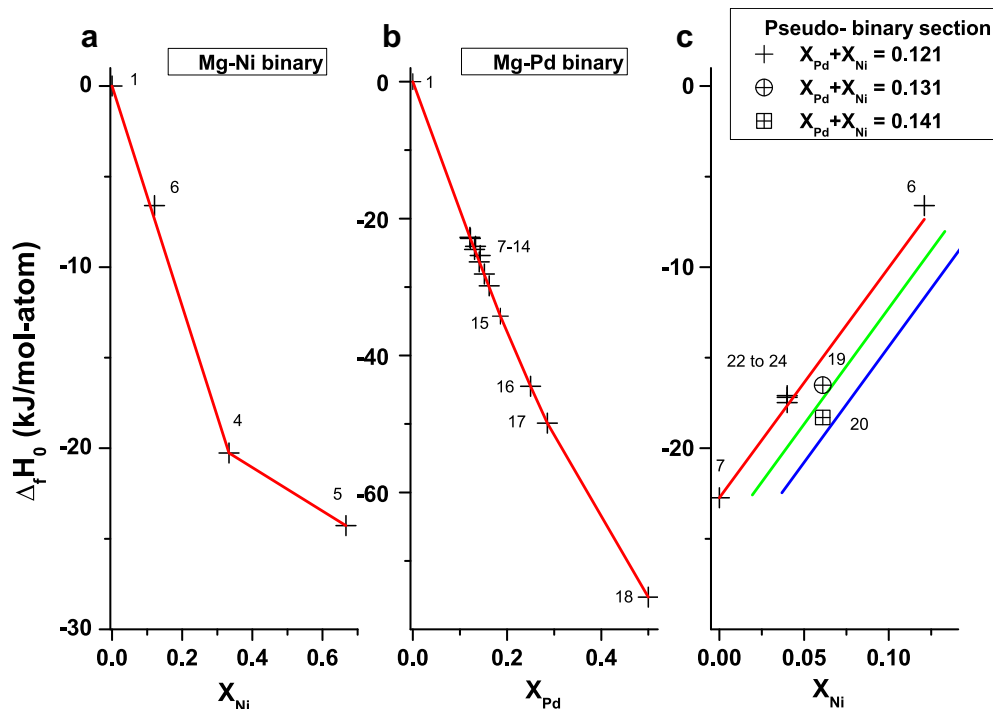 a
Mg-Ni binary
0
-10
-20
-30
0.0
0.2
0.4
0.6
1
6
4
5
X_Ni
Δ_fH_0 (kJ/mol-atom)
b
Mg-Pd binary
0
-20
-40
-60
0.0
0.2
0.4
1
7-14
15
16
17
18
X_Pd
c
Pseudo- binary section
X_Pd+X_Ni = 0.121
X_Pd+X_Ni = 0.131
X_Pd+X_Ni = 0.141
0
-10
-20
0.00
0.05
0.10
6
22 to 24
19
20
7
X_Ni